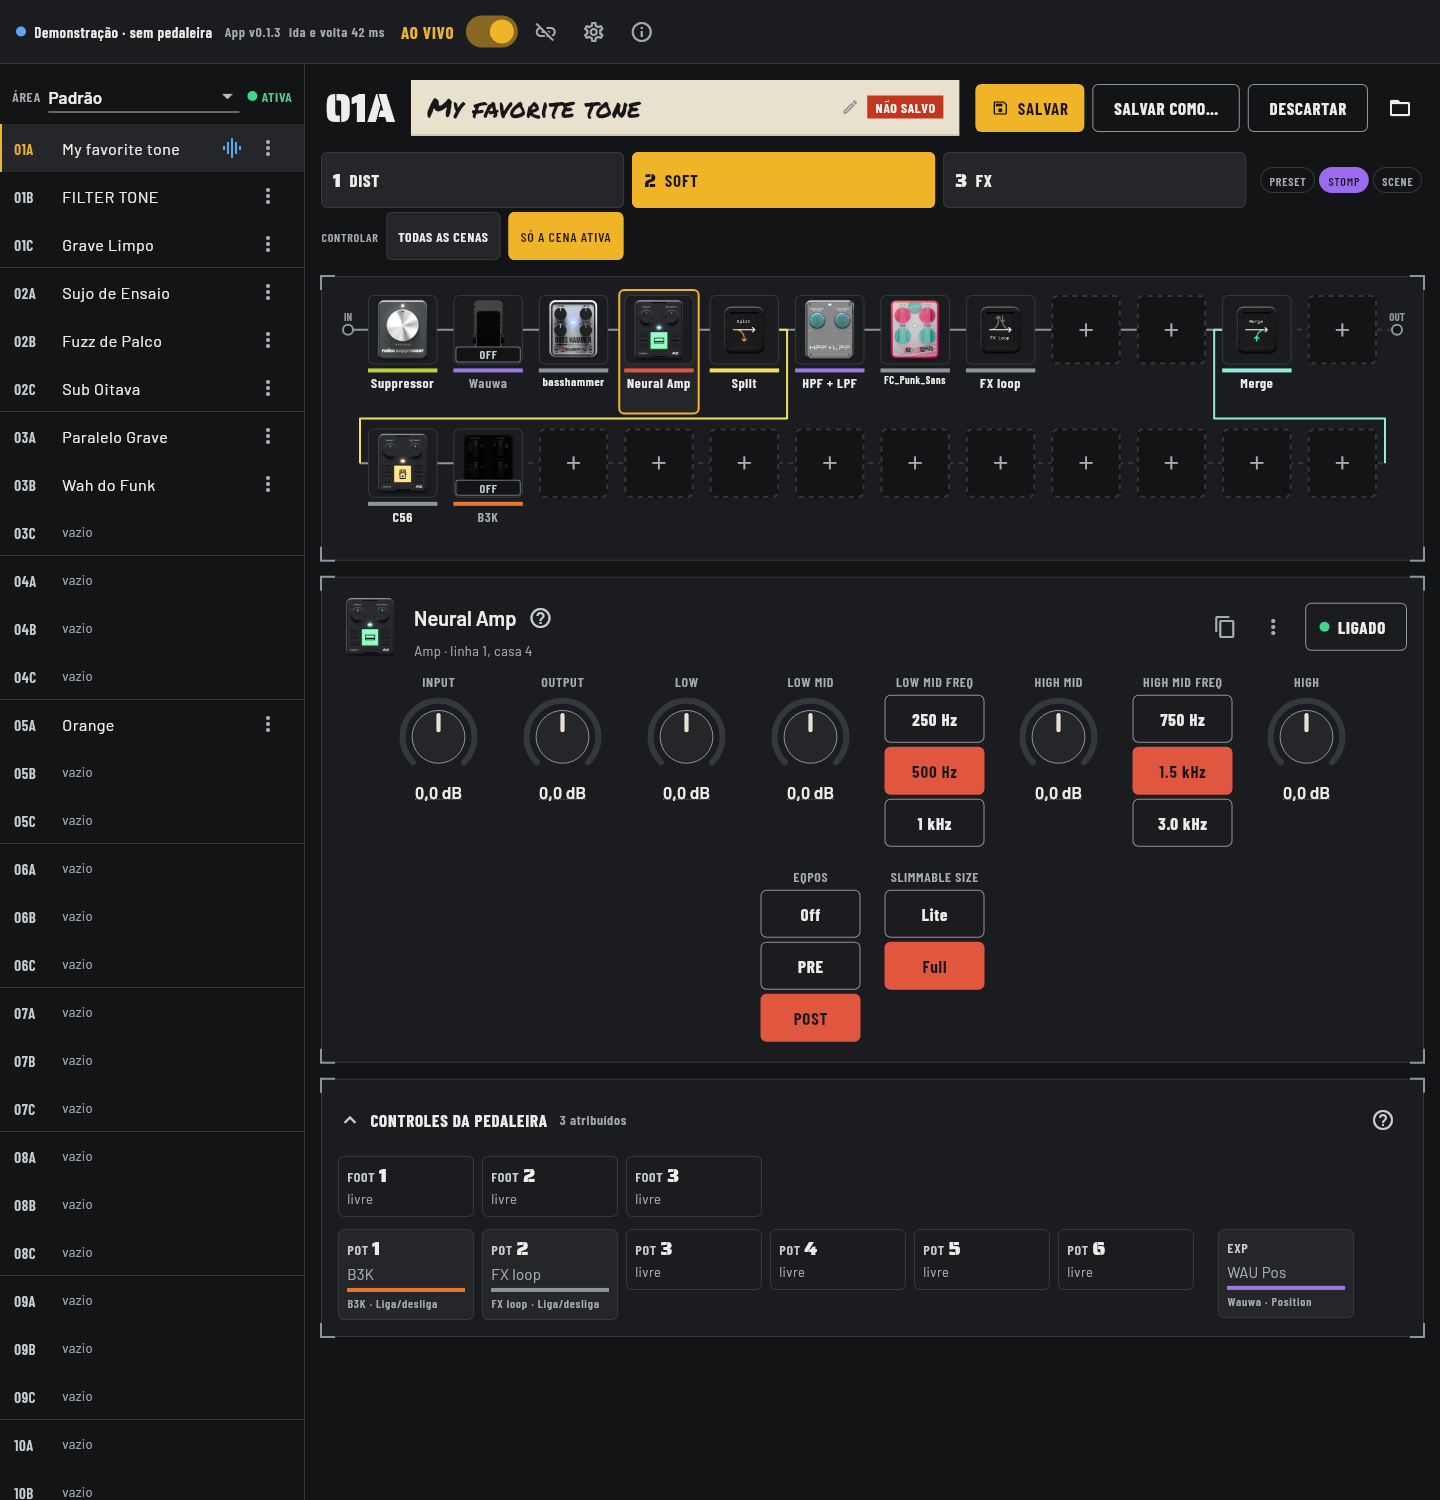 Demonstração · sem pedaleira App v0.1.3 Ida e volta 42 ms AO VIVO
ÁREA Padrão ATIVA
01A My favorite tone
01B FILTER TONE
01C Grave Limpo
02A Sujo de Ensaio
02B Fuzz de Palco
02C Sub Oitava
03A Paralelo Grave
03B Wah do Funk
03C vazio
04A vazio
04B vazio
04C vazio
05A Orange
05B vazio
05C vazio
06A vazio
06B vazio
06C vazio
07A vazio
07B vazio
07C vazio
08A vazio
08B vazio
08C vazio
09A vazio
09B vazio
09C vazio
10A vazio
10B vazio
01A My favorite tone NÃO SALVO SALVAR SALVAR COMO... DESCARTAR
1 DIST 2 SOFT 3 FX PRESET STOMP SCENE
CONTROLAR TODAS AS CENAS SÓ A CENA ATIVA
IN OUT
OFF
Suppressor Wauwa basshammer Neural Amp Split HPF + LPF FC_Punk_Sans FX loop Merge
OFF
C56 B3K
Neural Amp
Amp · linha 1, casa 4
LIGADO
INPUT OUTPUT LOW LOW MID LOW MID FREQ HIGH MID HIGH MID FREQ HIGH
250 Hz 750 Hz
500 Hz 1.5 kHz
0,0 dB 0,0 dB 0,0 dB 0,0 dB 0,0 dB 0,0 dB
1 kHz 3.0 kHz
EQPOS SLIMMABLE SIZE
Off Lite
PRE Full
POST
CONTROLES DA PEDALEIRA 3 atribuídos
FOOT 1 FOOT 2 FOOT 3
livre livre livre
POT 1 POT 2 POT 3 POT 4 POT 5 POT 6 EXP
B3K FX loop livre livre livre livre WAU Pos
B3K · Liga/desliga FX loop · Liga/desliga Wauwa · Position